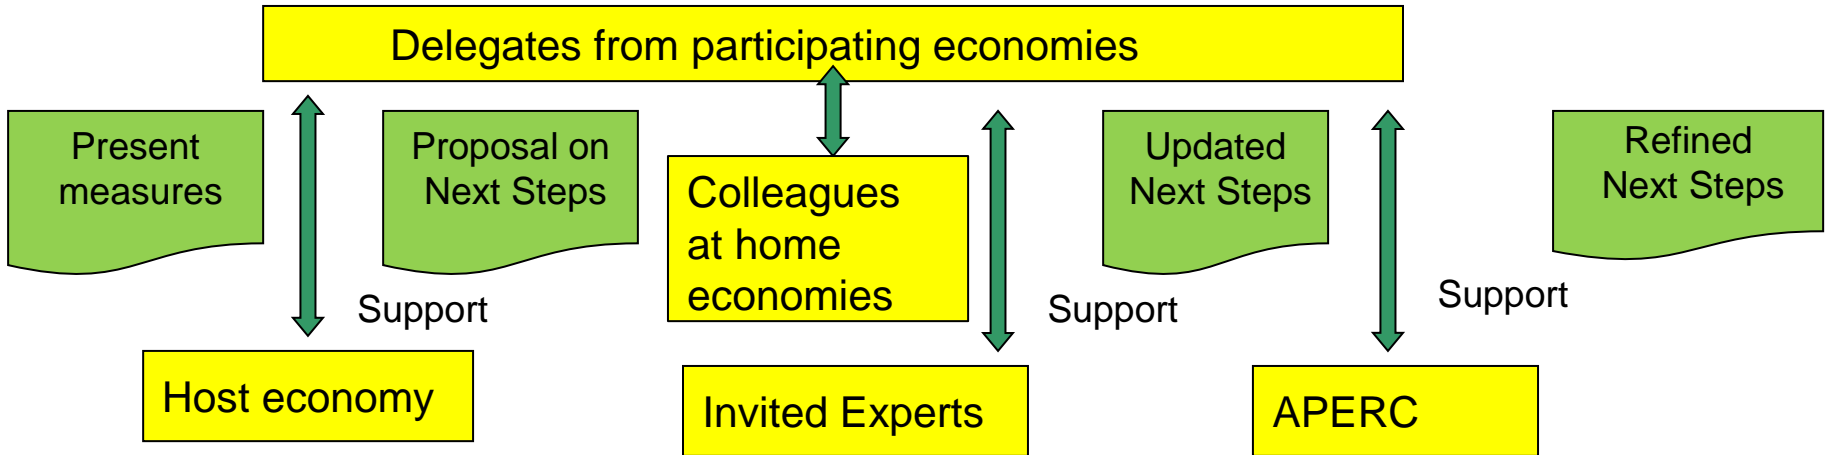 Delegates from participating economies
Present
measures
Proposal on
Next Steps
Colleagues
at home
economies
Updated
Next Steps
Refined
Next Steps
Support
Support
Support
Host economy
Invited Experts
APERC